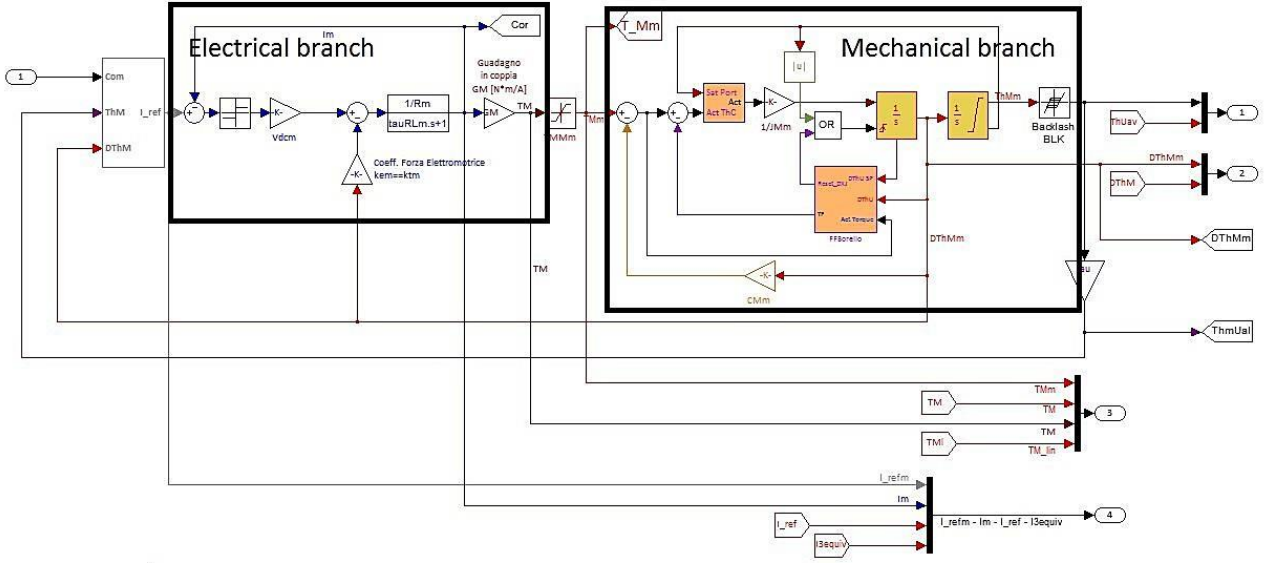 Electrical branch
Im
Cor
T_Mm
Mechanical branch
Guadagno
in coppia
GM [N*m/A]
TM
1
Com
ThM
DThM
I_ref
-K-
Vdcm
1/Rm
tauRLm.s+1
GM
Coeff. Forza Elettromotrice
kem==ktm
-K-
Sat Port
Act
Act ThC
-K-
1/JMm
|u|
OR
1
s
1
s
ThMm
Backlash
BLK
ThUav
1
DThMm
DThM
2
DThU SP
DThU
Act Torque
TF
FFBorello
DThMm
-K-
CMm
DThMm
TM
ThmUal
TMm
TM
TM
TM
TMl
TM_lin
3
I_refm
Im
I_ref
I3equiv
I_refm - Im - I_ref - I3equiv
4